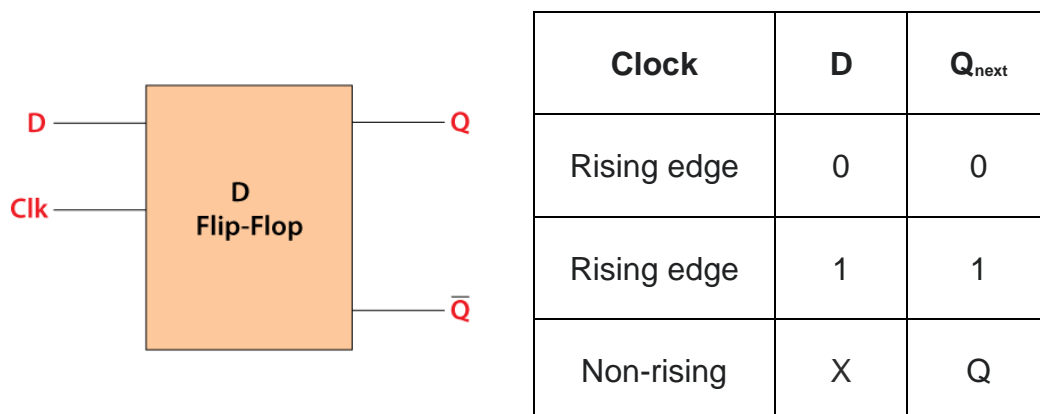 D
Clk
D
Flip-Flop
Q
Q̅
Clock D Qnext
Rising edge 0 0
Rising edge 1 1
Non-rising X Q